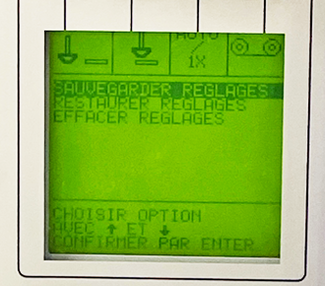 AUTO
/
1X
SAUVEGARDER REGLAGES
RESTAURER REGLAGES
EFFACER REGLAGES
CHOISIR OPTION
AVEC ↑ ET ↓
CONFIRMER PAR ENTER